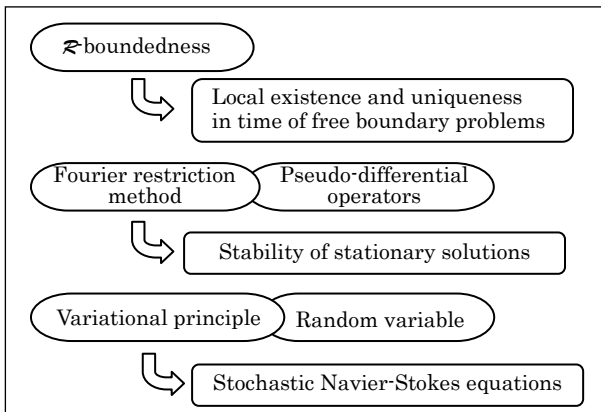 𝓡-boundedness
Local existence and uniqueness
in time of free boundary problems
Fourier restriction
method
Pseudo-differential
operators
Stability of stationary solutions
Variational principle
Random variable
Stochastic Navier-Stokes equations